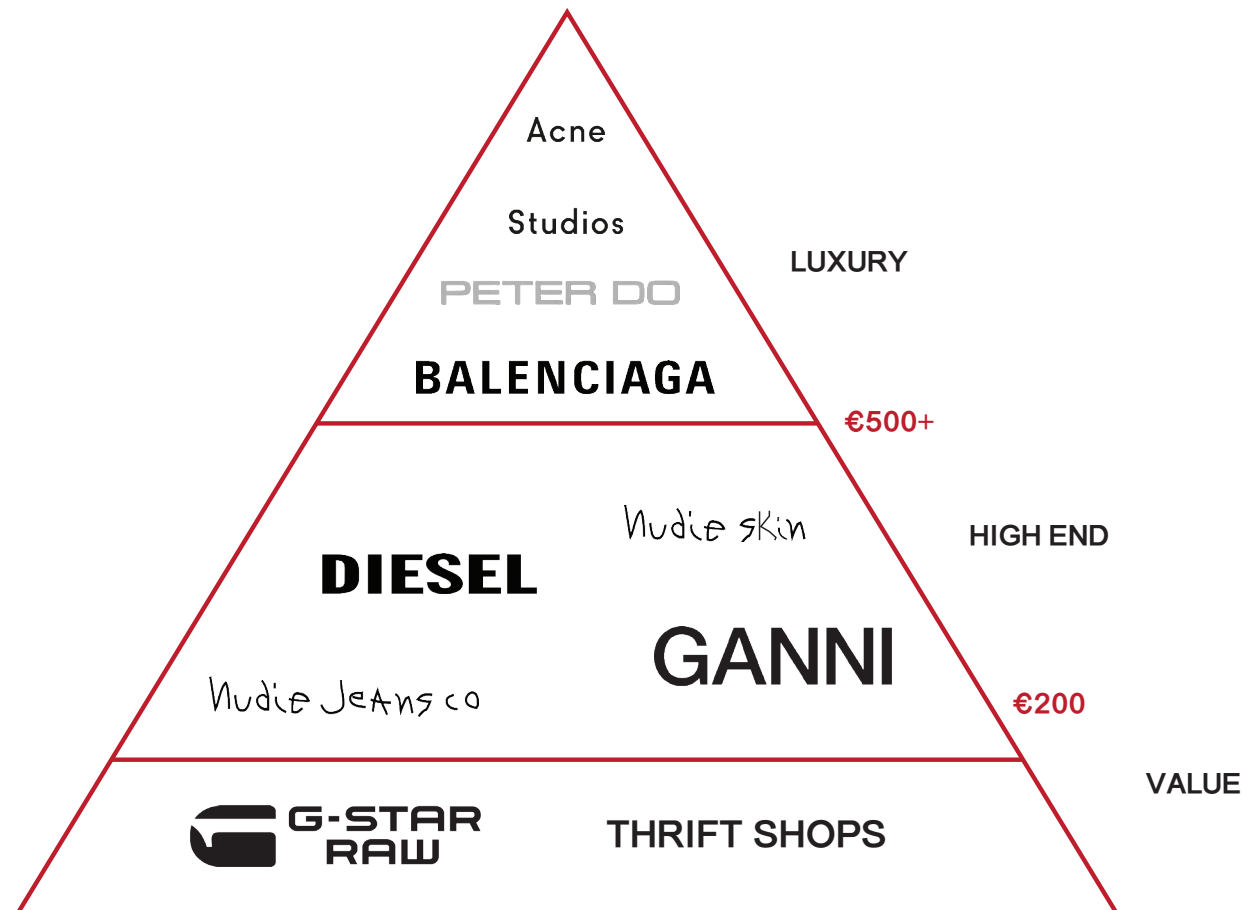 Acne
Studios
LUXURY
PETER DO
BALENCIAGA
€500+
nudie skin
HIGH END
DIESEL
GANNI
nudie JeAns co
€200
VALUE
G-STAR
RAW
THRIFT SHOPS